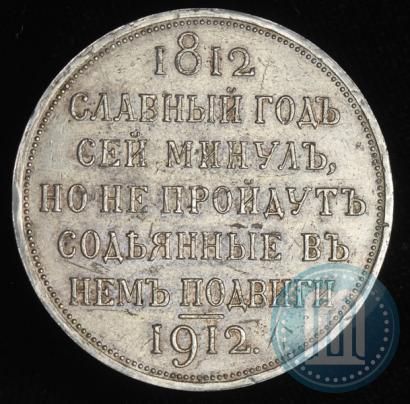 1812
СЛАВНЫЙ ГОДЪ
СЕЙ МИНУЛЪ,
НО НЕ ПРОЙДУТЪ
СОДѢЯННЫЕ ВЪ
НЕМЪ ПОДВИГИ
1912.